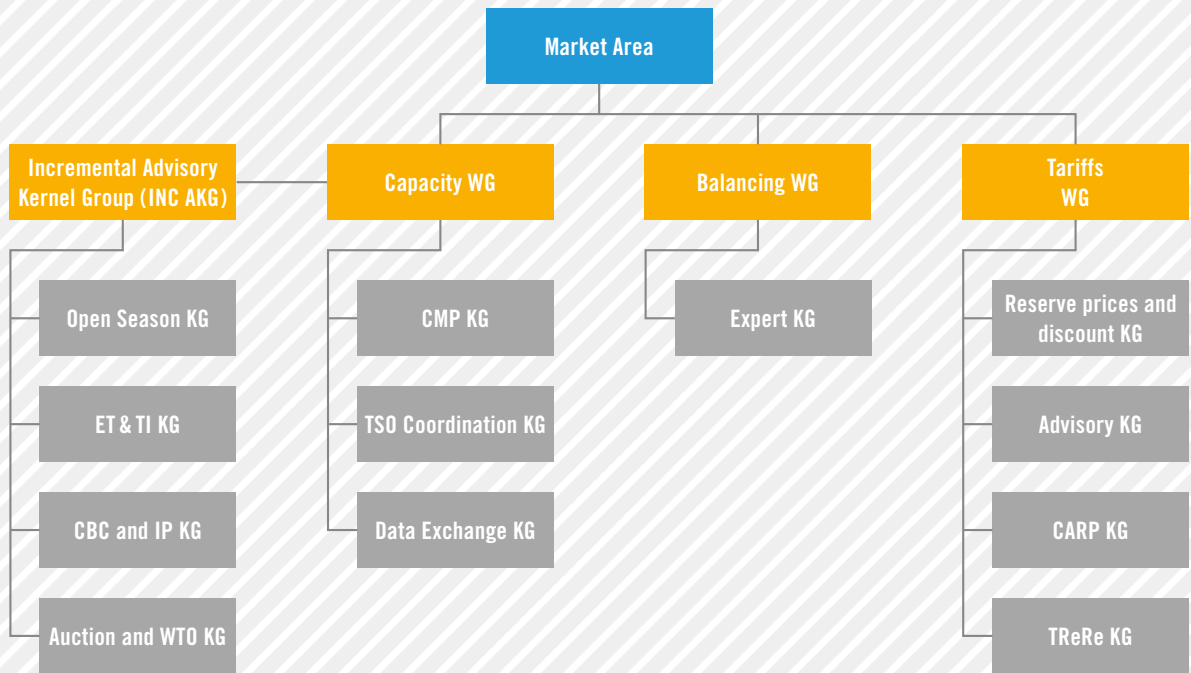 Market Area
Incremental Advisory
Kernel Group (INC AKG)
Capacity WG
Balancing WG
Tariffs
WG
Open Season KG
CMP KG
Expert KG
Reserve prices and
discount KG
ET & TI KG
TSO Coordination KG
Advisory KG
CBC and IP KG
Data Exchange KG
CARP KG
Auction and WTO KG
TReRe KG